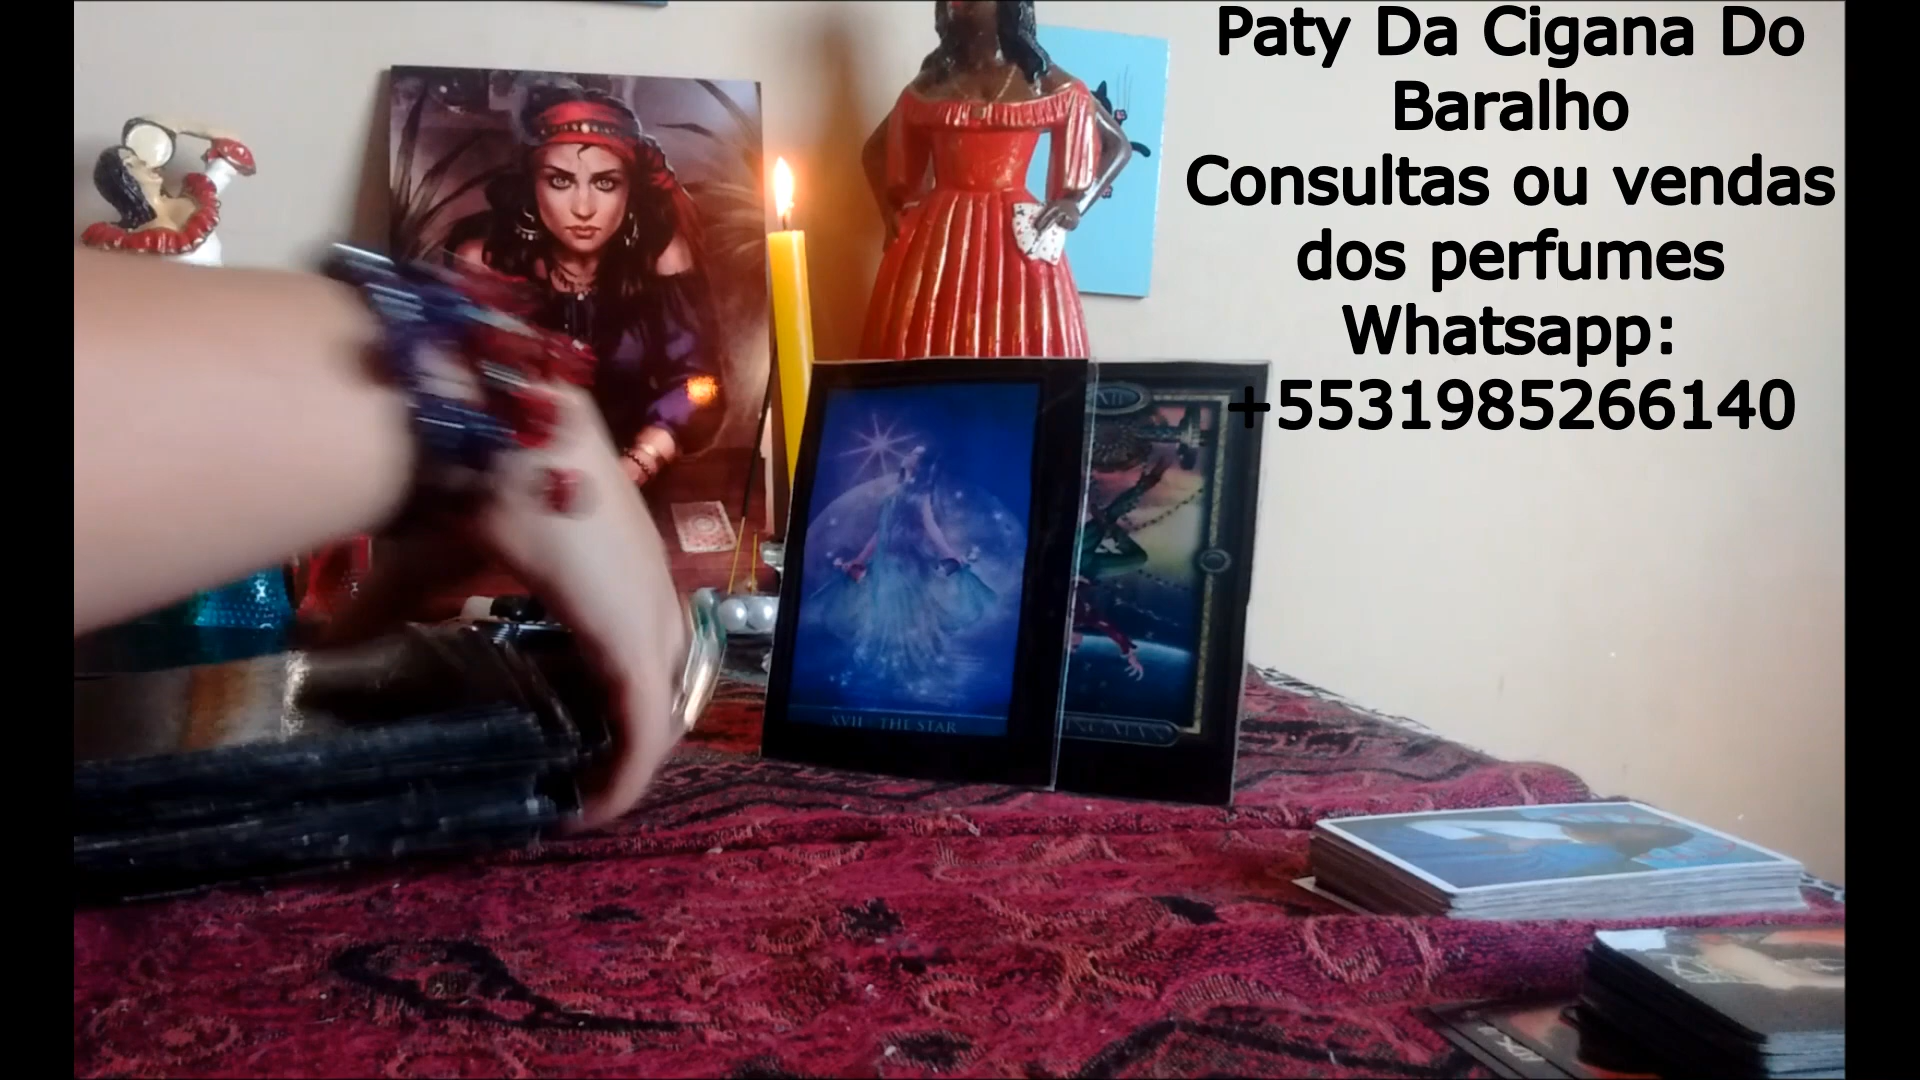 Paty Da Cigana Do
Baralho
Consultas ou vendas
dos perfumes
Whatsapp:
+5531985266140
XVII THE STAR